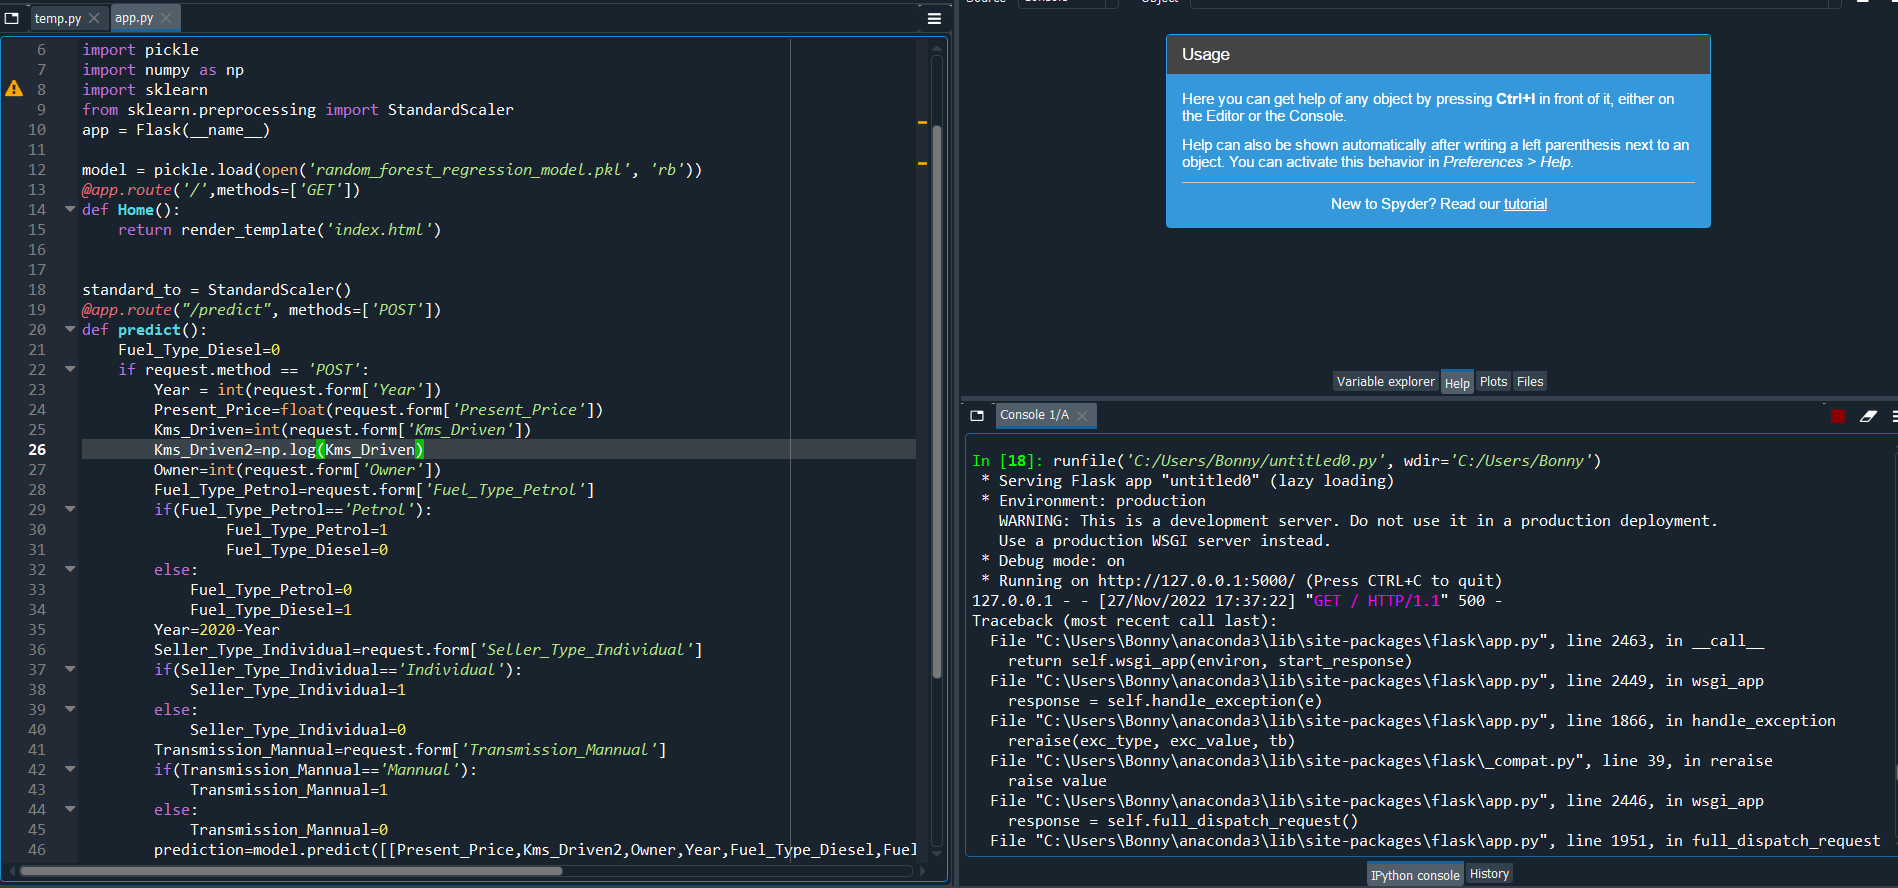 temp.py
app.py
6 import pickle
7 import numpy as np
8 import sklearn
9 from sklearn.preprocessing import StandardScaler
10 app = Flask(__name__)
11
12 model = pickle.load(open('random_forest_regression_model.pkl', 'rb'))
13 @app.route('/',methods=['GET'])
14 def Home():
15 return render_template('index.html')
16
17
18 standard_to = StandardScaler()
19 @app.route("/predict", methods=['POST'])
20 def predict():
21 Fuel_Type_Diesel=0
22 if request.method == 'POST':
23 Year = int(request.form['Year'])
24 Present_Price=float(request.form['Present_Price'])
25 Kms_Driven=int(request.form['Kms_Driven'])
26 Kms_Driven2=np.log(Kms_Driven)
27 Owner=int(request.form['Owner'])
28 Fuel_Type_Petrol=request.form['Fuel_Type_Petrol']
29 if(Fuel_Type_Petrol=='Petrol'):
30 Fuel_Type_Petrol=1
31 Fuel_Type_Diesel=0
32 else:
33 Fuel_Type_Petrol=0
34 Fuel_Type_Diesel=1
35 Year=2020-Year
36 Seller_Type_Individual=request.form['Seller_Type_Individual']
37 if(Seller_Type_Individual=='Individual'):
38 Seller_Type_Individual=1
39 else:
40 Seller_Type_Individual=0
41 Transmission_Mannual=request.form['Transmission_Mannual']
42 if(Transmission_Mannual=='Mannual'):
43 Transmission_Mannual=1
44 else:
45 Transmission_Mannual=0
46 prediction=model.predict([[Present_Price,Kms_Driven2,Owner,Year,Fuel_Type_Diesel,Fuel
Source Console Object
Usage
Here you can get help of any object by pressing Ctrl+I in front of it, either on
the Editor or the Console.
Help can also be shown automatically after writing a left parenthesis next to an
object. You can activate this behavior in Preferences > Help.
New to Spyder? Read our tutorial
Variable explorer Help Plots Files
Console 1/A
In [18]: runfile('C:/Users/Bonny/untitled0.py', wdir='C:/Users/Bonny')
* Serving Flask app "untitled0" (lazy loading)
* Environment: production
WARNING: This is a development server. Do not use it in a production deployment.
Use a production WSGI server instead.
* Debug mode: on
* Running on http://127.0.0.1:5000/ (Press CTRL+C to quit)
127.0.0.1 - - [27/Nov/2022 17:37:22] "GET / HTTP/1.1" 500 -
Traceback (most recent call last):
File "C:\Users\Bonny\anaconda3\lib\site-packages\flask\app.py", line 2463, in __call__
return self.wsgi_app(environ, start_response)
File "C:\Users\Bonny\anaconda3\lib\site-packages\flask\app.py", line 2449, in wsgi_app
response = self.handle_exception(e)
File "C:\Users\Bonny\anaconda3\lib\site-packages\flask\app.py", line 1866, in handle_exception
reraise(exc_type, exc_value, tb)
File "C:\Users\Bonny\anaconda3\lib\site-packages\flask\_compat.py", line 39, in reraise
raise value
File "C:\Users\Bonny\anaconda3\lib\site-packages\flask\app.py", line 2446, in wsgi_app
response = self.full_dispatch_request()
File "C:\Users\Bonny\anaconda3\lib\site-packages\flask\app.py", line 1951, in full_dispatch_request
IPython console History